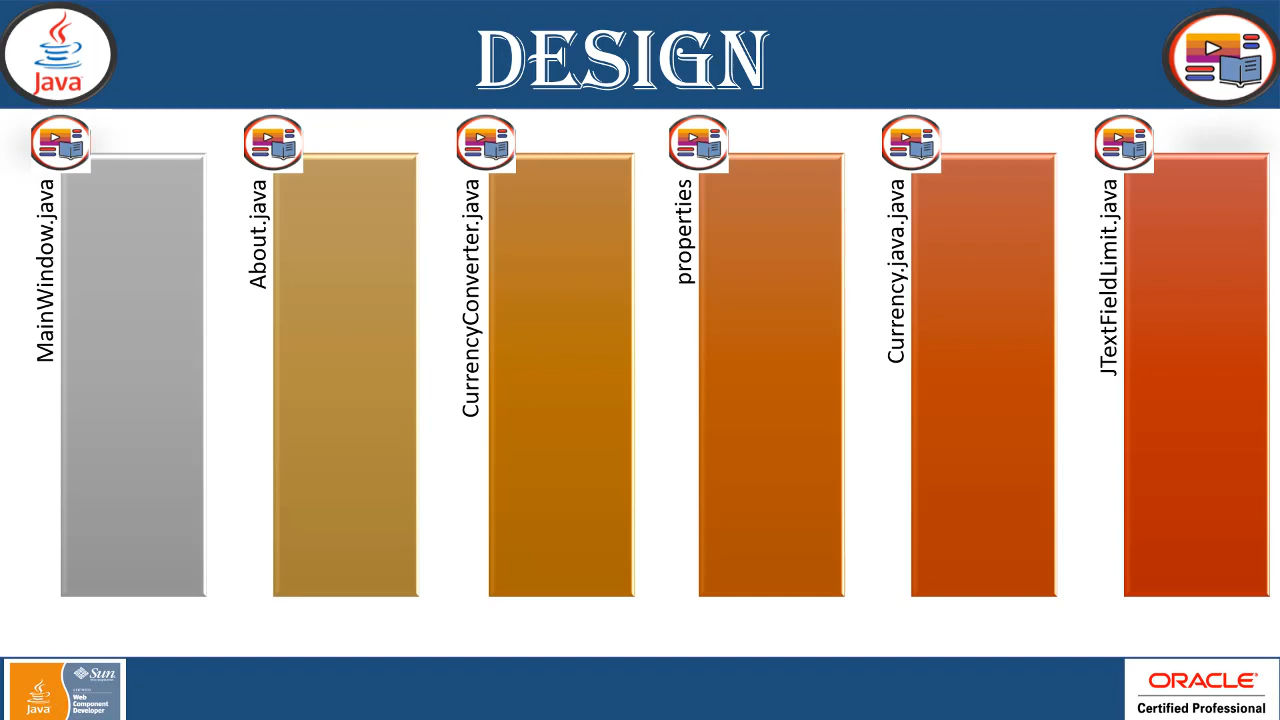 DESIGN
Java
MainWindow.java
About.java
CurrencyConverter.java
properties
Currency.java.java
JTextFieldLimit.java
Java
Sun
Web
Component
Developer
ORACLE
Certified Professional